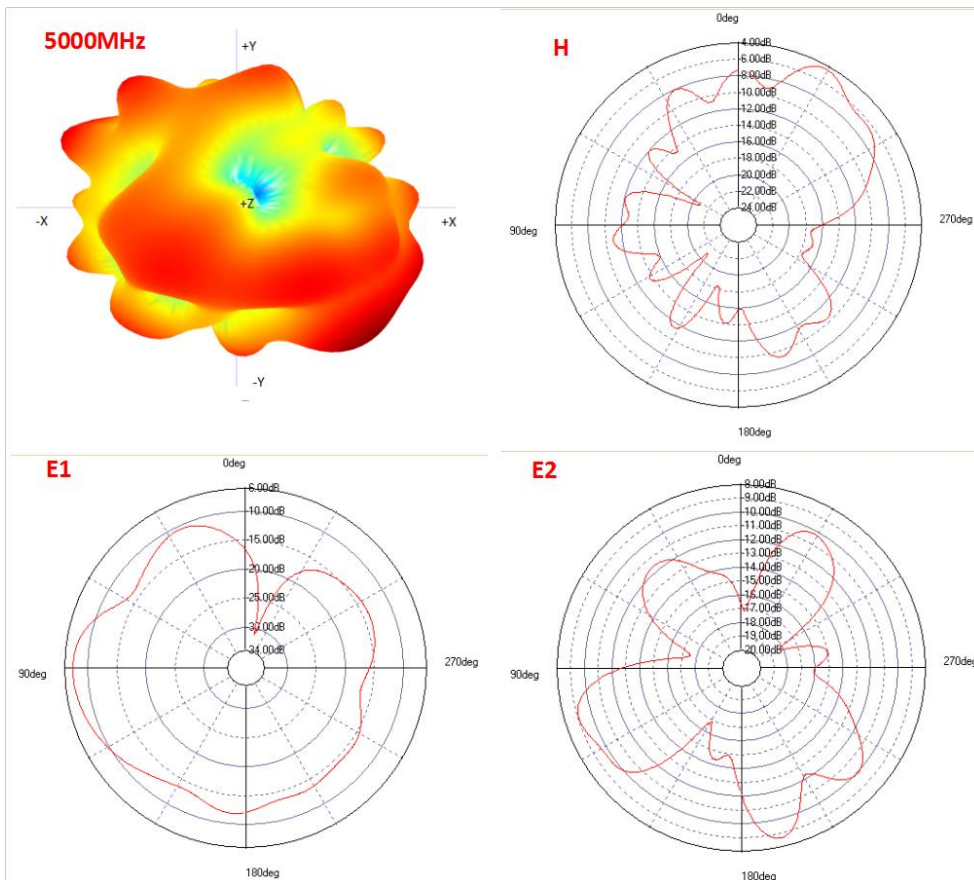 5000MHz
+Y
-X
+Z
+X
-Y
H
0deg
4.00dB
6.00dB
8.00dB
10.00dB
12.00dB
14.00dB
16.00dB
18.00dB
20.00dB
22.00dB
24.00dB
90deg
270deg
180deg
E1
0deg
6.00dB
10.00dB
15.00dB
20.00dB
25.00dB
30.00dB
34.00dB
90deg
270deg
180deg
E2
0deg
8.00dB
9.00dB
10.00dB
11.00dB
12.00dB
13.00dB
14.00dB
15.00dB
16.00dB
17.00dB
18.00dB
19.00dB
20.00dB
90deg
270deg
180deg